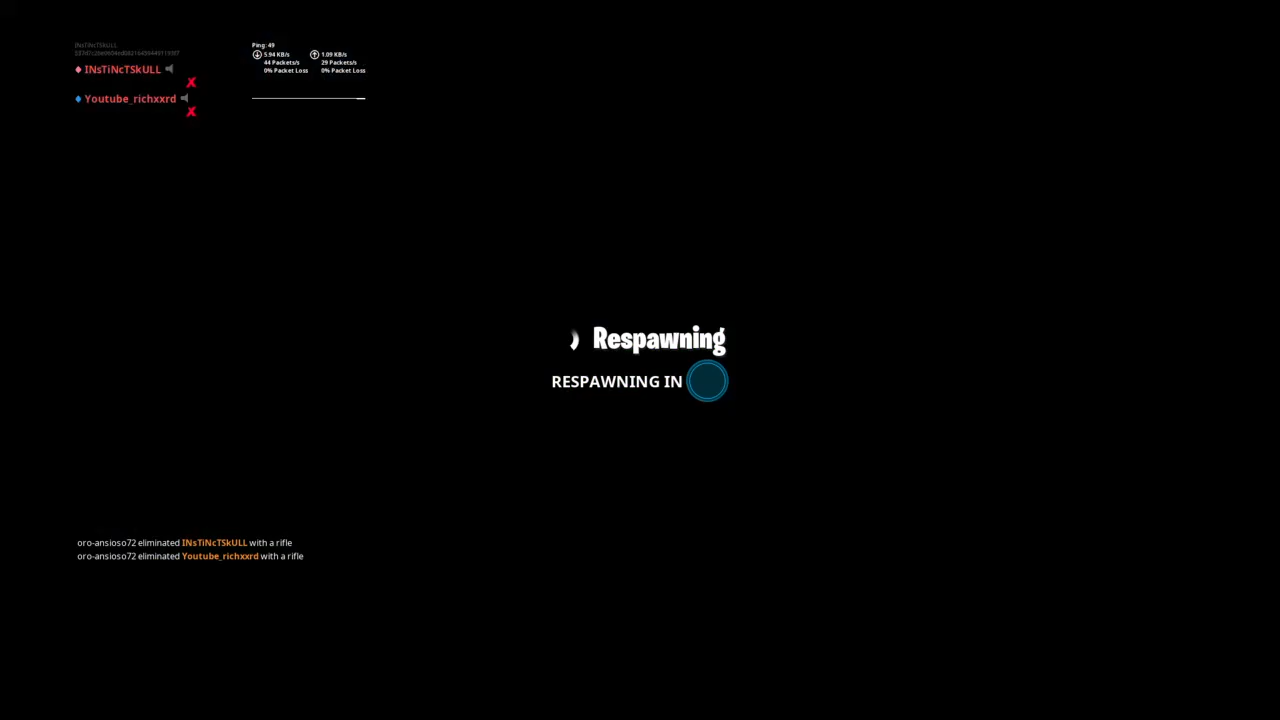 INsTiNcTSkULL
INsTiNcTSkULL
Youtube_richxxrd
Ping: 49
5.94 KB/s
44 Packets/s
0% Packet Loss
1.09 KB/s
29 Packets/s
0% Packet Loss
Respawning
RESPAWNING IN
oro-ansioso72 eliminated INsTiNcTSkULL with a rifle
oro-ansioso72 eliminated Youtube_richxxrd with a rifle